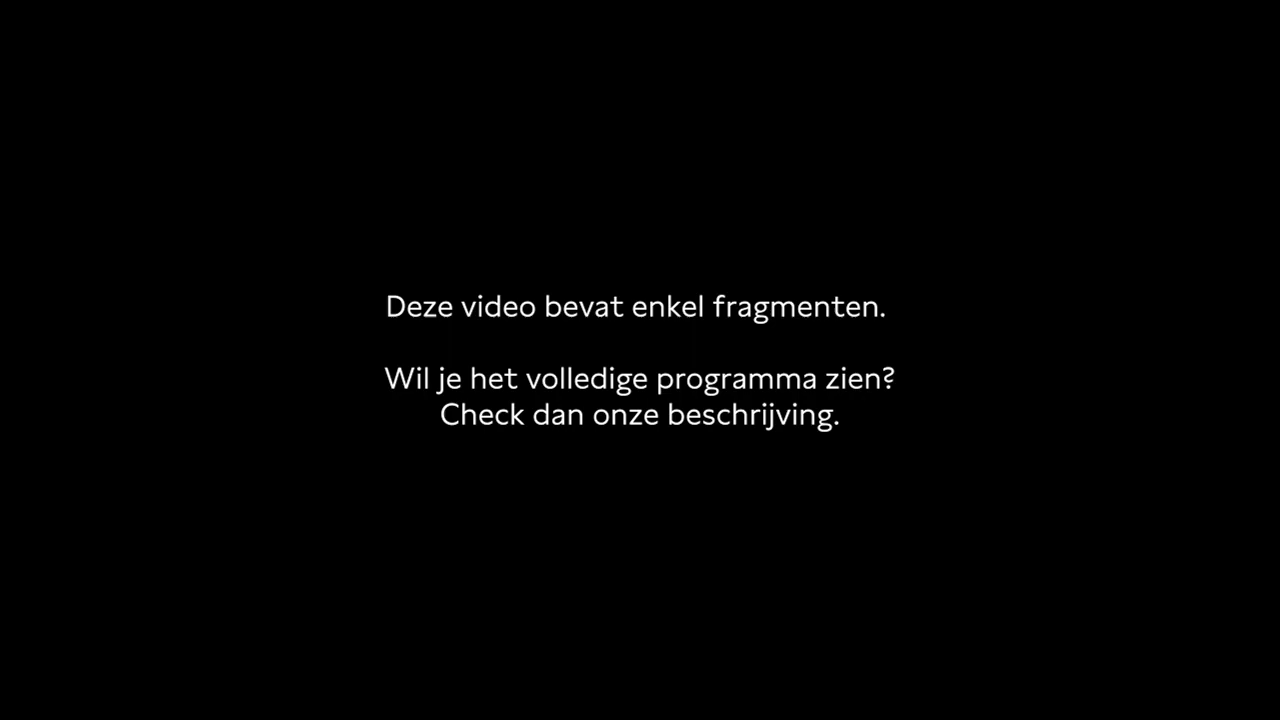 Deze video bevat enkel fragmenten.
Wil je het volledige programma zien?
Check dan onze beschrijving.